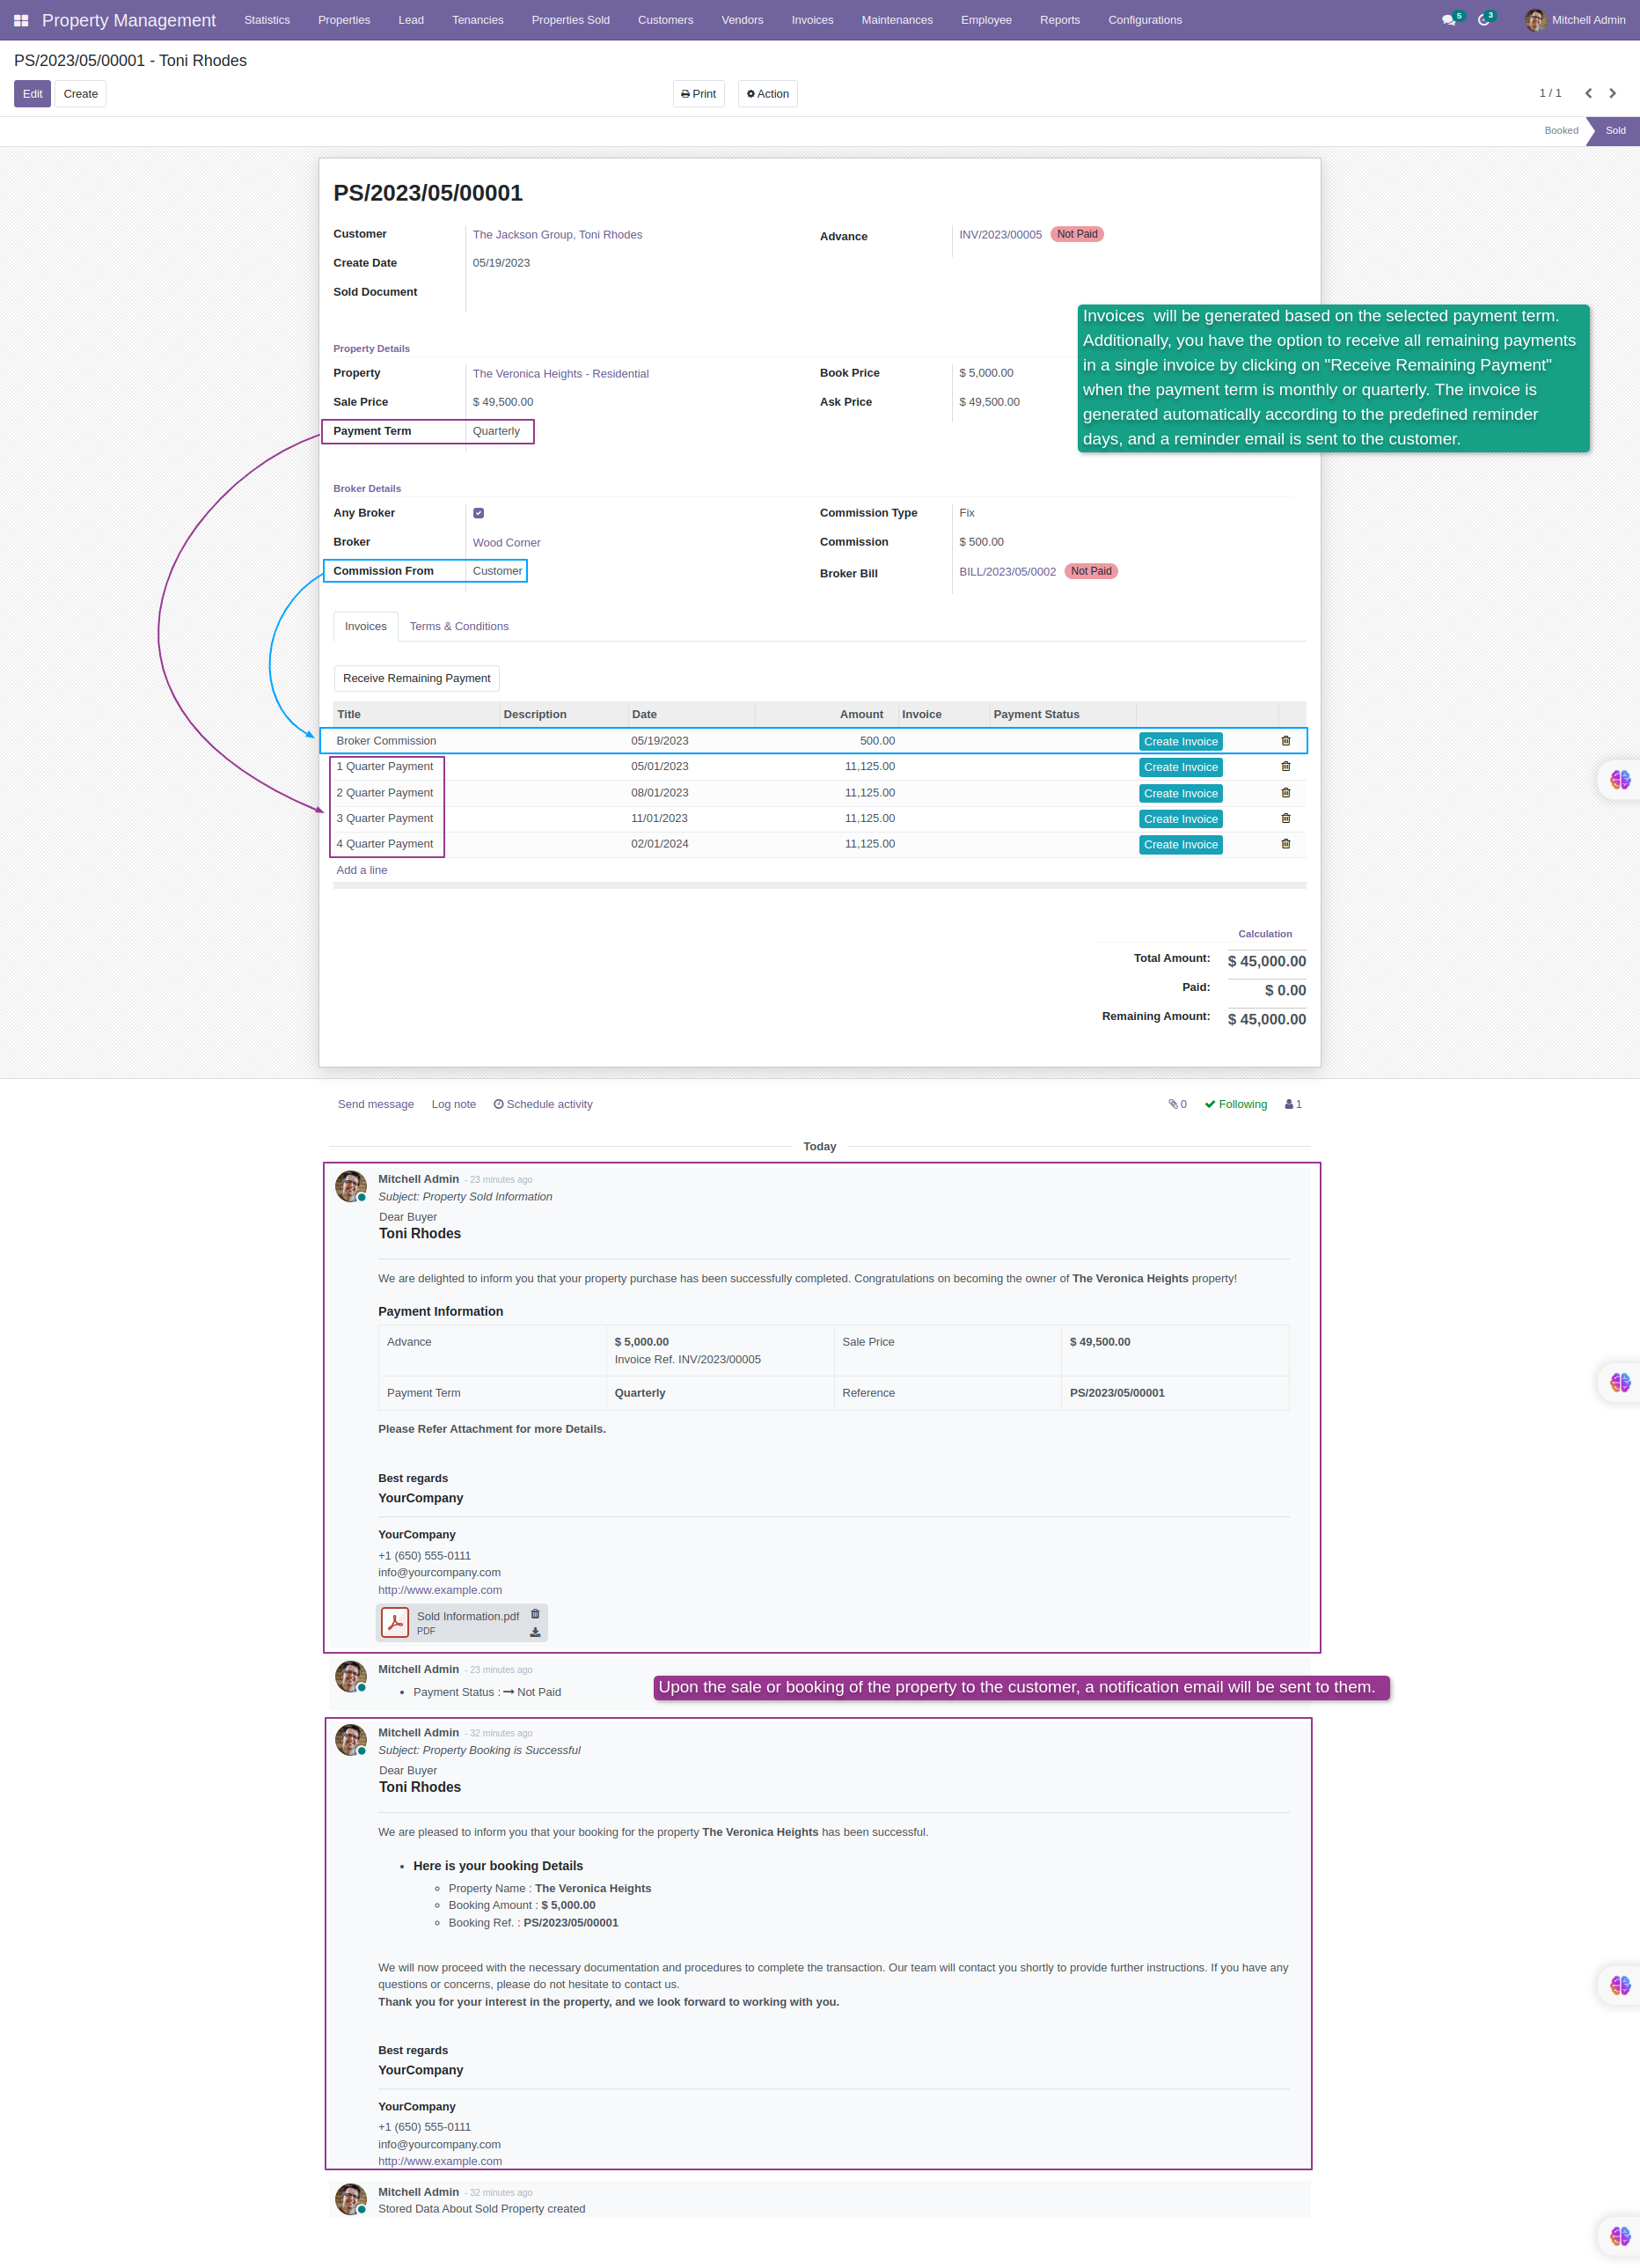 Property Management Statistics Properties Lead Tenancies Properties Sold Customers Vendors Invoices Maintenances Employee Reports Configurations 5 3 Mitchell Admin
PS/2023/05/00001 - Toni Rhodes
Edit Create Print Action 1 / 1
Booked Sold
PS/2023/05/00001
Customer The Jackson Group, Toni Rhodes Advance INV/2023/00005 Not Paid
Create Date 05/19/2023
Sold Document
Invoices  will be generated based on the selected payment term.
Additionally, you have the option to receive all remaining payments
in a single invoice by clicking on "Receive Remaining Payment"
when the payment term is monthly or quarterly. The invoice is
generated automatically according to the predefined reminder
days, and a reminder email is sent to the customer.
Property Details
Property The Veronica Heights - Residential Book Price $ 5,000.00
Sale Price $ 49,500.00 Ask Price $ 49,500.00
Payment Term Quarterly
Broker Details
Any Broker Commission Type Fix
Broker Wood Corner Commission $ 500.00
Commission From Customer Broker Bill BILL/2023/05/0002 Not Paid
Invoices Terms & Conditions
Receive Remaining Payment
Title Description Date Amount Invoice Payment Status
Broker Commission 05/19/2023 500.00 Create Invoice
1 Quarter Payment 05/01/2023 11,125.00 Create Invoice
2 Quarter Payment 08/01/2023 11,125.00 Create Invoice
3 Quarter Payment 11/01/2023 11,125.00 Create Invoice
4 Quarter Payment 02/01/2024 11,125.00 Create Invoice
Add a line
Calculation
Total Amount: $ 45,000.00
Paid: $ 0.00
Remaining Amount: $ 45,000.00
Send message Log note Schedule activity 0 Following 1
Today
Mitchell Admin - 23 minutes ago
Subject: Property Sold Information
Dear Buyer
Toni Rhodes
We are delighted to inform you that your property purchase has been successfully completed. Congratulations on becoming the owner of The Veronica Heights property!
Payment Information
Advance $ 5,000.00 Sale Price $ 49,500.00
Invoice Ref. INV/2023/00005
Payment Term Quarterly Reference PS/2023/05/00001
Please Refer Attachment for more Details.
Best regards
YourCompany
YourCompany
+1 (650) 555-0111
info@yourcompany.com
http://www.example.com
Sold Information.pdf
PDF
Mitchell Admin - 23 minutes ago
Payment Status : Not Paid
Upon the sale or booking of the property to the customer, a notification email will be sent to them.
Mitchell Admin - 32 minutes ago
Subject: Property Booking is Successful
Dear Buyer
Toni Rhodes
We are pleased to inform you that your booking for the property The Veronica Heights has been successful.
Here is your booking Details
Property Name : The Veronica Heights
Booking Amount : $ 5,000.00
Booking Ref. : PS/2023/05/00001
We will now proceed with the necessary documentation and procedures to complete the transaction. Our team will contact you shortly to provide further instructions. If you have any
questions or concerns, please do not hesitate to contact us.
Thank you for your interest in the property, and we look forward to working with you.
Best regards
YourCompany
YourCompany
+1 (650) 555-0111
info@yourcompany.com
http://www.example.com
Mitchell Admin - 32 minutes ago
Stored Data About Sold Property created